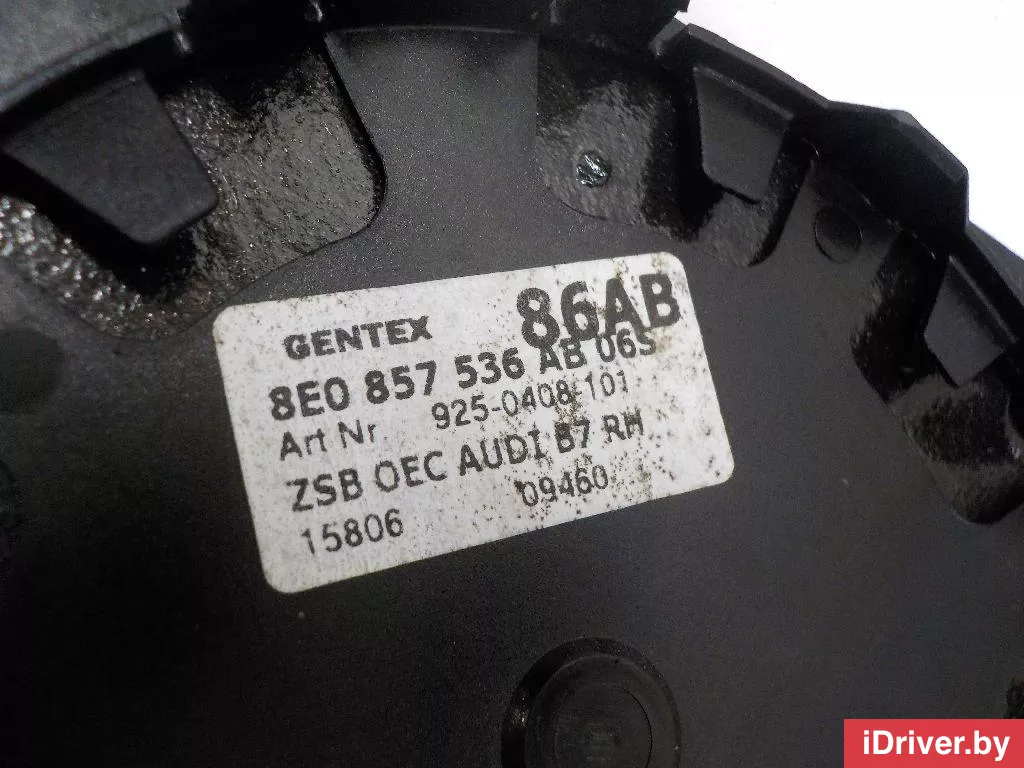 GENTEX 86AB
8E0 857 536 AB 06S
Art Nr 925-0408-101
ZSB OEC AUDI B7 RH
15806 09460
iDriver.by